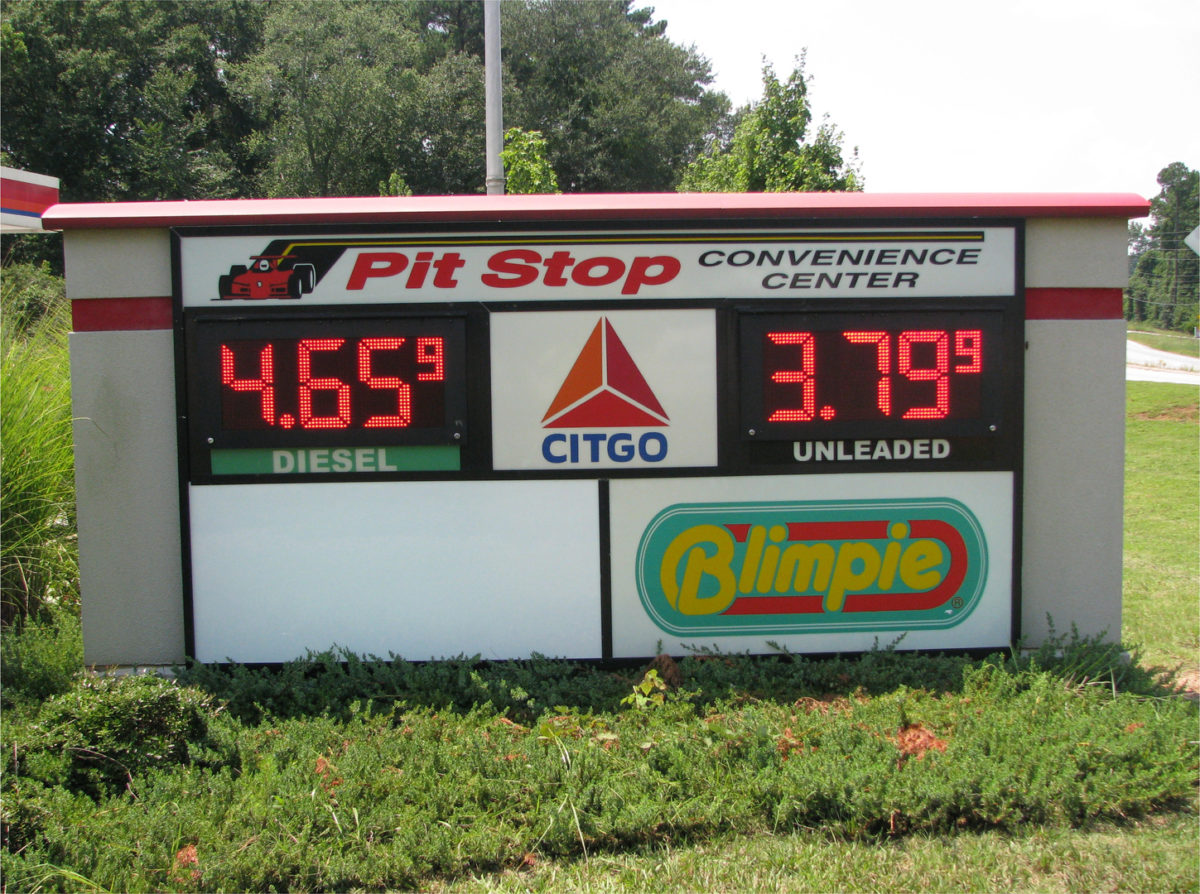 Pit Stop CONVENIENCE
CENTER
4.659
3.799
CITGO
DIESEL
UNLEADED
Blimpie®